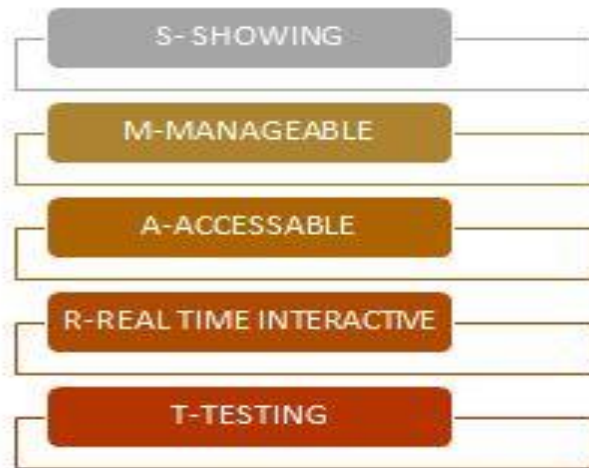 S- SHOWING
M-MANAGEABLE
A-ACCESSABLE
R-REAL TIME INTERACTIVE
T-TESTING